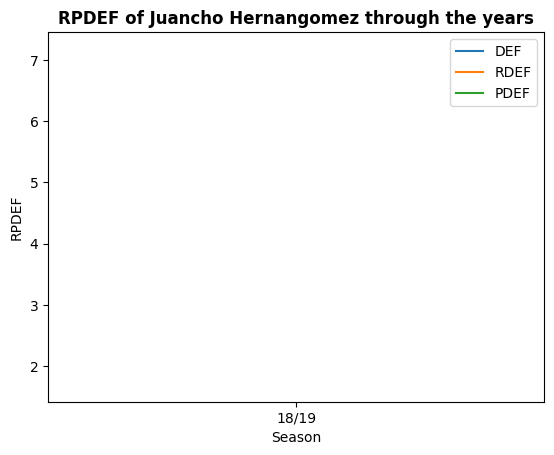 RPDEF of Juancho Hernangomez through the years
DEF
RDEF
PDEF
7
6
5
4
3
2
RPDEF
18/19
Season